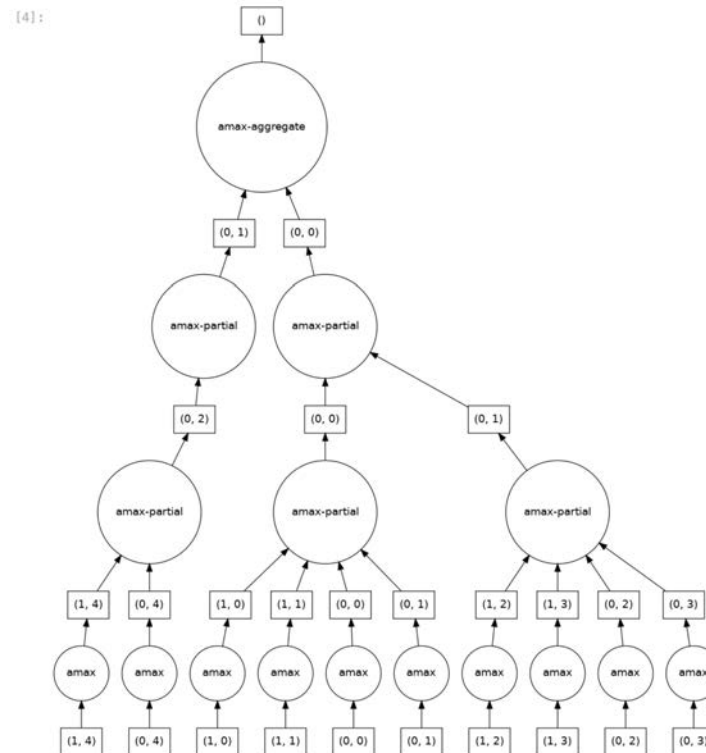 [4]:
()
amax-aggregate
(0, 1) (0, 0)
amax-partial amax-partial
(0, 2) (0, 0) (0, 1)
amax-partial amax-partial amax-partial
(1, 4) (0, 4) (1, 0) (1, 1) (0, 0) (0, 1) (1, 2) (1, 3) (0, 2) (0, 3)
amax amax amax amax amax amax amax amax amax amax
(1, 4) (0, 4) (1, 0) (1, 1) (0, 0) (0, 1) (1, 2) (1, 3) (0, 2) (0, 3)